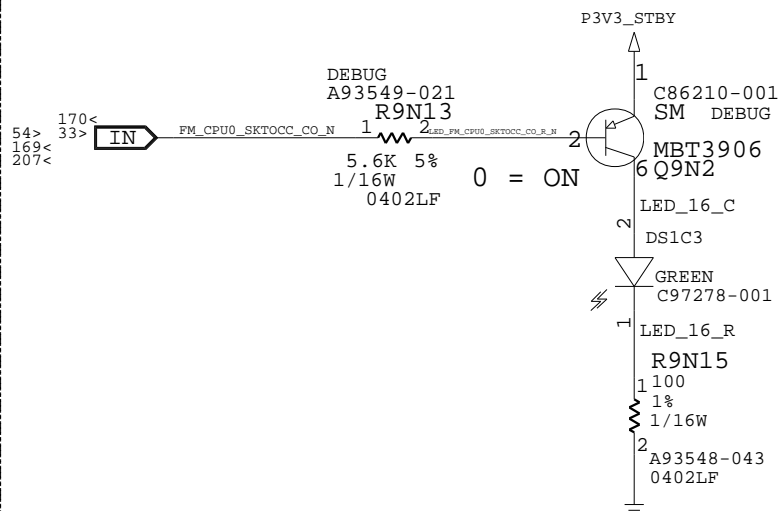 P3V3_STBY
1
C86210-001
SM DEBUG
DEBUG
A93549-021
R9N13
170<
54> 33>
169<
207<
IN
FM_CPU0_SKTOCC_CO_N
1
2
LED_FM_CPU0_SKTOCC_CO_R_N
2
5.6K 5%
1/16W
0402LF
0 = ON
MBT3906
6 Q9N2
LED_16_C
2
DS1C3
GREEN
C97278-001
1
LED_16_R
R9N15
1 100
1%
1/16W
2
A93548-043
0402LF